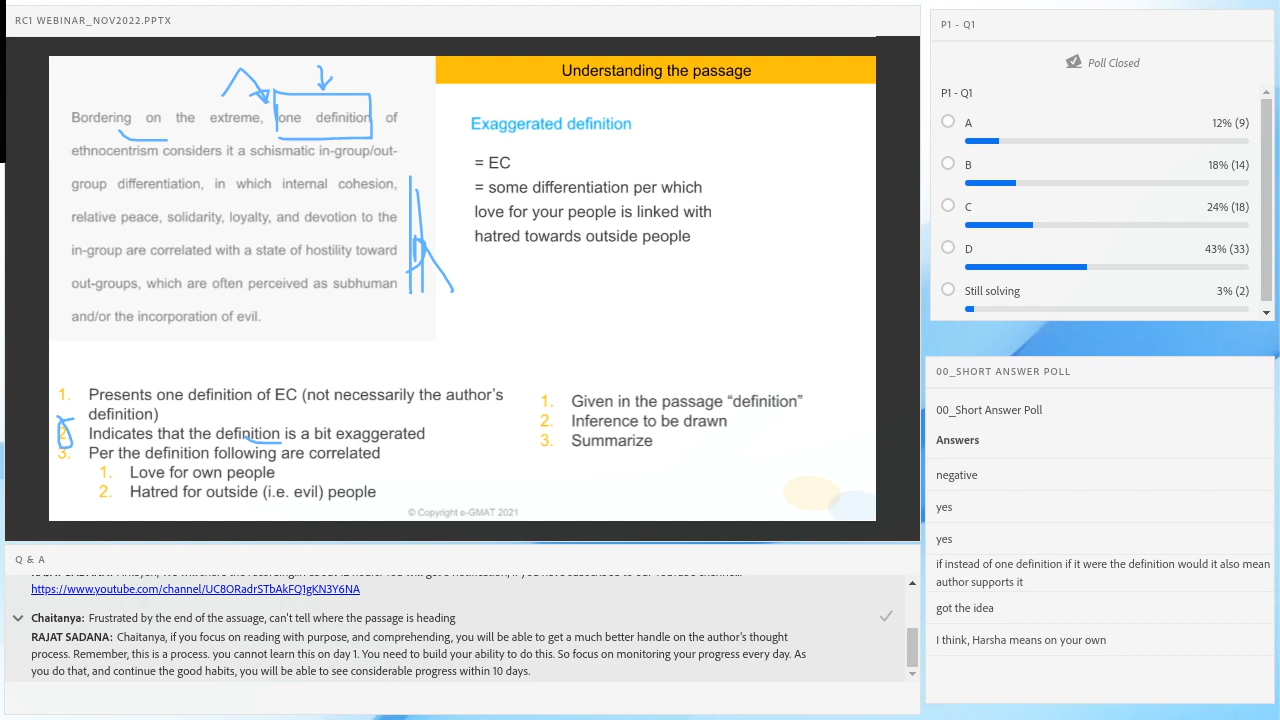 RC1 WEBINAR_NOV2022.PPTX
Bordering on the extreme, one definition of
ethnocentrism considers it a schismatic in-group/out-
group differentiation, in which internal cohesion,
relative peace, solidarity, loyalty, and devotion to the
in-group are correlated with a state of hostility toward
out-groups, which are often perceived as subhuman
and/or the incorporation of evil.
Understanding the passage
Exaggerated definition
= EC
= some differentiation per which
love for your people is linked with
hatred towards outside people
1. Presents one definition of EC (not necessarily the author's
definition)
2. Indicates that the definition is a bit exaggerated
3. Per the definition following are correlated
1. Love for own people
2. Hatred for outside (i.e. evil) people
1. Given in the passage “definition”
2. Inference to be drawn
3. Summarize
© Copyright e-GMAT 2021
Q & A
https://www.youtube.com/channel/UC8ORadrSTbAkFQ1gKN3Y6NA
Chaitanya: Frustrated by the end of the assuage, can't tell where the passage is heading
RAJAT SADANA: Chaitanya, if you focus on reading with purpose, and comprehending, you will be able to get a much better handle on the author's thought
process. Remember, this is a process. you cannot learn this on day 1. You need to build your ability to do this. So focus on monitoring your progress every day. As
you do that, and continue the good habits, you will be able to see considerable progress within 10 days.
P1 - Q1
Poll Closed
P1 - Q1
A 12% (9)
B 18% (14)
C 24% (18)
D 43% (33)
Still solving 3% (2)
00_SHORT ANSWER POLL
00_Short Answer Poll
Answers
negative
yes
yes
if instead of one definition if it were the definition would it also mean
author supports it
got the idea
I think, Harsha means on your own